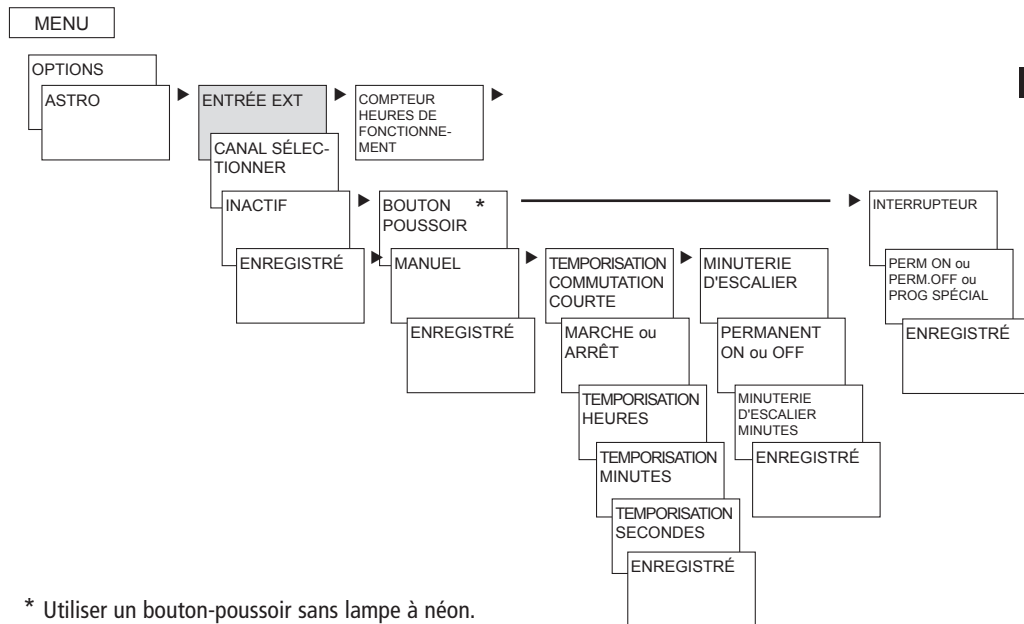 MENU
OPTIONS
ASTRO
ENTRÉE EXT
COMPTEUR
HEURES DE
FONCTIONNE-
MENT
CANAL SÉLEC-
TIONNER
INACTIF
BOUTON *
POUSSOIR
INTERRUPTEUR
ENREGISTRÉ
MANUEL
TEMPORISATION
COMMUTATION
COURTE
MINUTERIE
D'ESCALIER
PERM ON ou
PERM.OFF ou
PROG SPÉCIAL
ENREGISTRÉ
MARCHE ou
ARRÊT
PERMANENT
ON ou OFF
ENREGISTRÉ
TEMPORISATION
HEURES
MINUTERIE
D'ESCALIER
MINUTES
TEMPORISATION
MINUTES
ENREGISTRÉ
TEMPORISATION
SECONDES
ENREGISTRÉ
* Utiliser un bouton-poussoir sans lampe à néon.